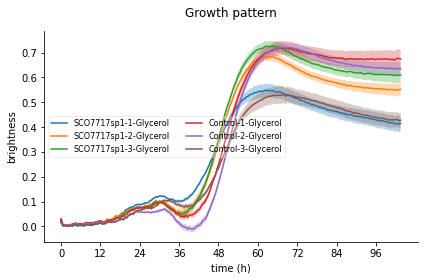 Growth pattern
0.7
0.6
0.5
0.4
0.3
0.2
0.1
0.0
brightness
SCO7717sp1-1-Glycerol Control-1-Glycerol
SCO7717sp1-2-Glycerol Control-2-Glycerol
SCO7717sp1-3-Glycerol Control-3-Glycerol
0 12 24 36 48 60 72 84 96
time (h)